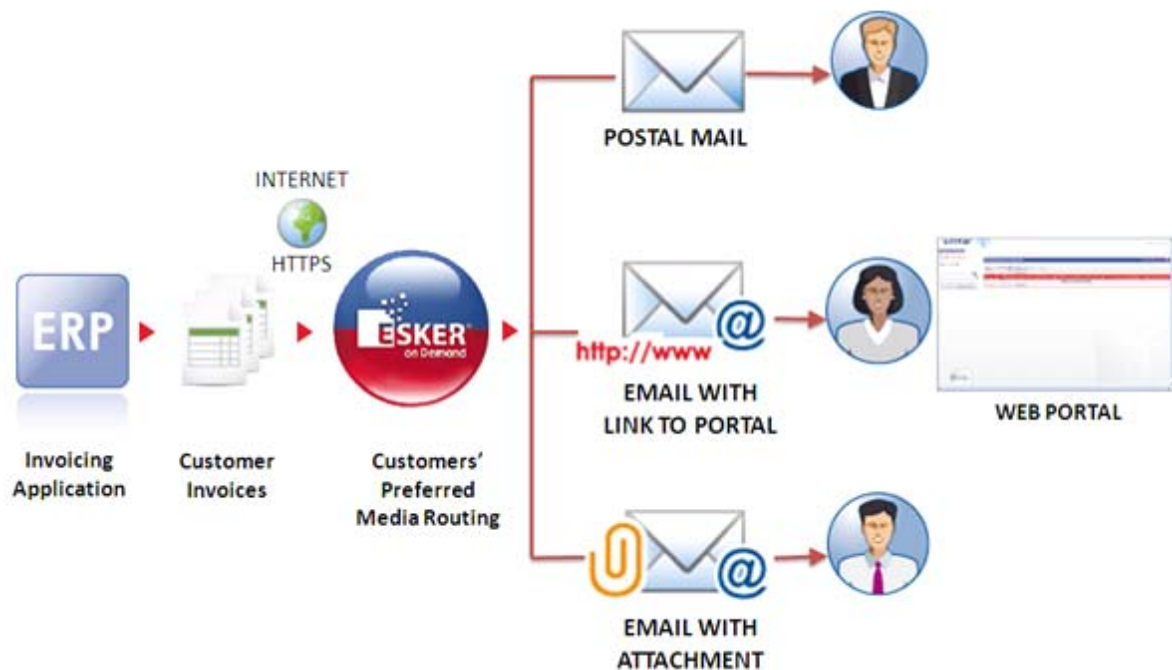 POSTAL MAIL
INTERNET
HTTPS
ERP
ESKER
on Demand
http://www
@
EMAIL WITH
LINK TO PORTAL
WEB PORTAL
Invoicing
Application
Customer
Invoices
Customers'
Preferred
Media Routing
@
EMAIL WITH
ATTACHMENT